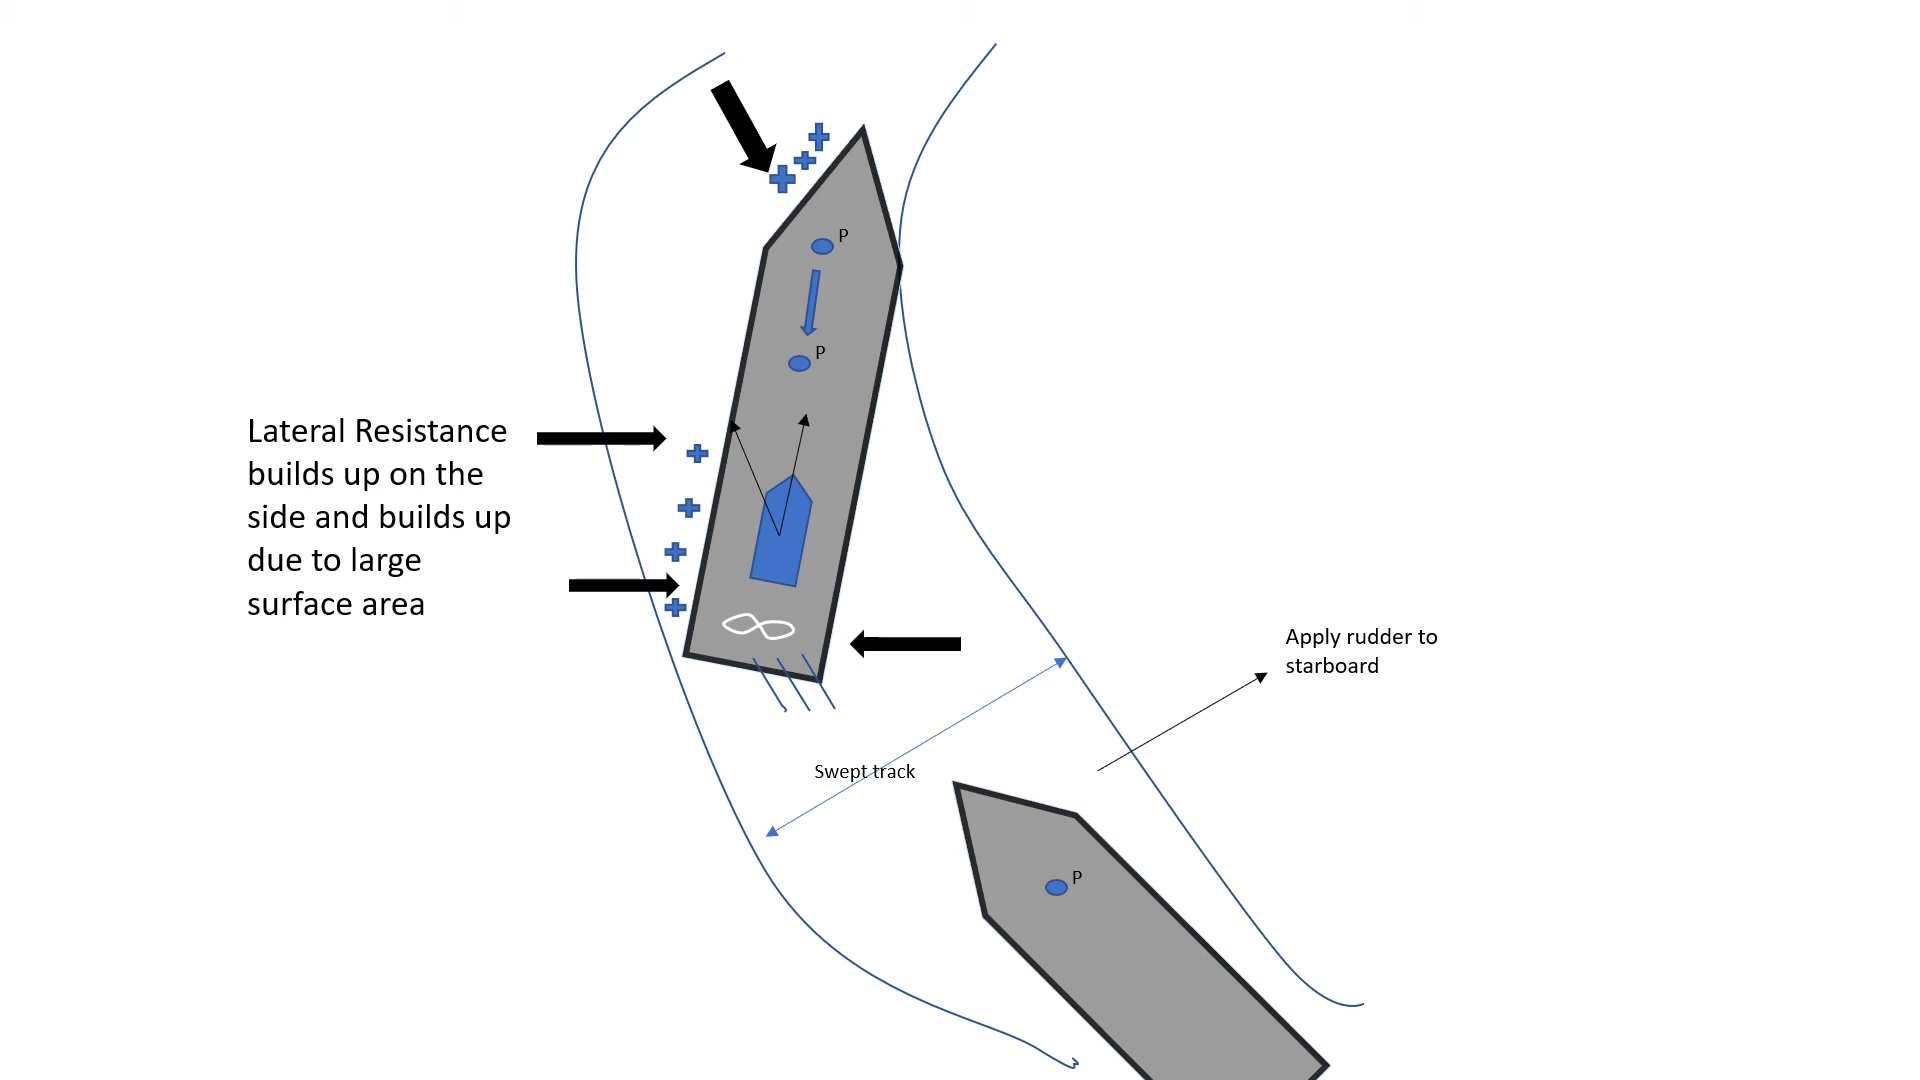 P
P
Lateral Resistance
builds up on the
side and builds up
due to large
surface area
Apply rudder to
starboard
Swept track
P